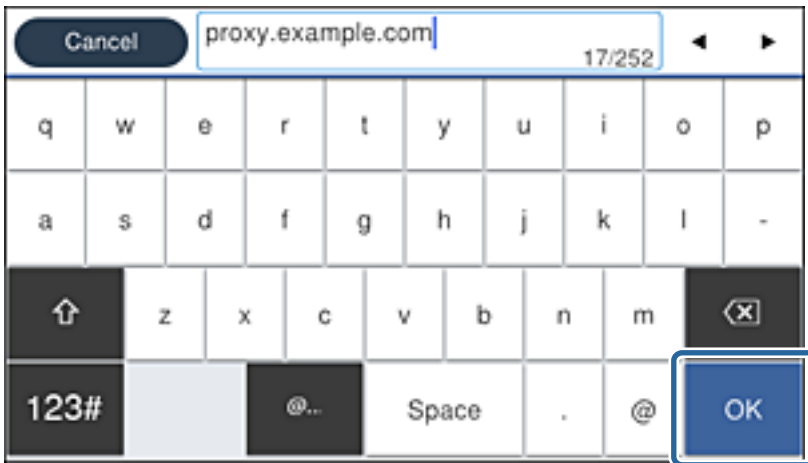 Cancel proxy.example.com
17/252
q w e r t y u i o p
a s d f g h j k l -
z x c v b n m
123# @... Space . @ OK